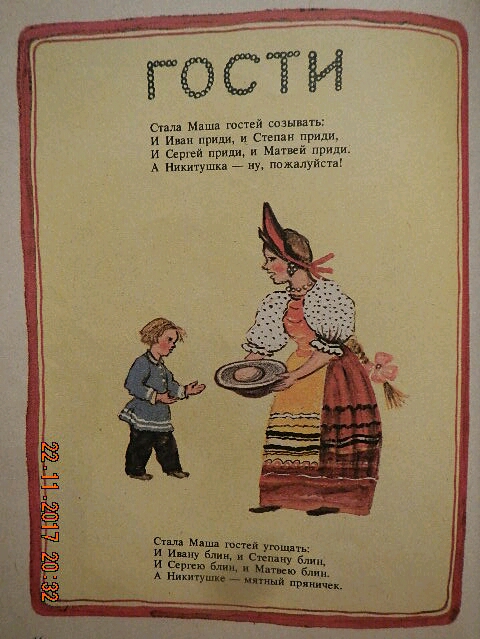 ГОСТИ
Стала Маша гостей созывать:
И Иван приди, и Степан приди,
И Сергей приди, и Матвей приди.
А Никитушка — ну, пожалуйста!
Стала Маша гостей угощать:
И Ивану блин, и Степану блин,
И Сергею блин, и Матвею блин.
А Никитушке — мятный пряничек.
22·11·2017 20:32